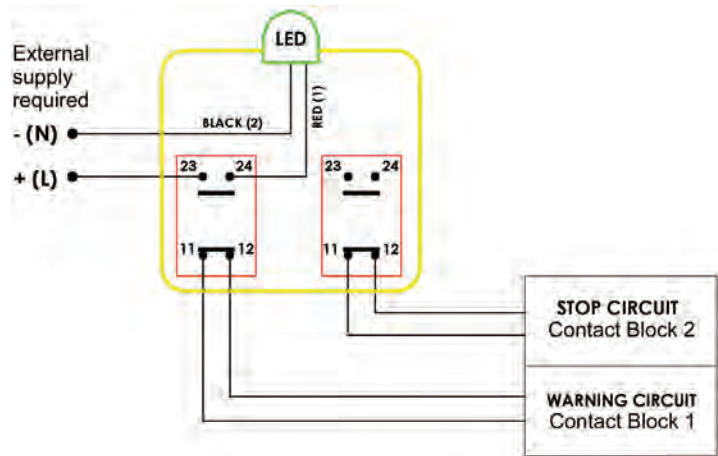 LED
External
supply
required
- (N)
+ (L)
BLACK (2)
RED (1)
23 24
23 24
11 12
11 12
STOP CIRCUIT
Contact Block 2
WARNING CIRCUIT
Contact Block 1